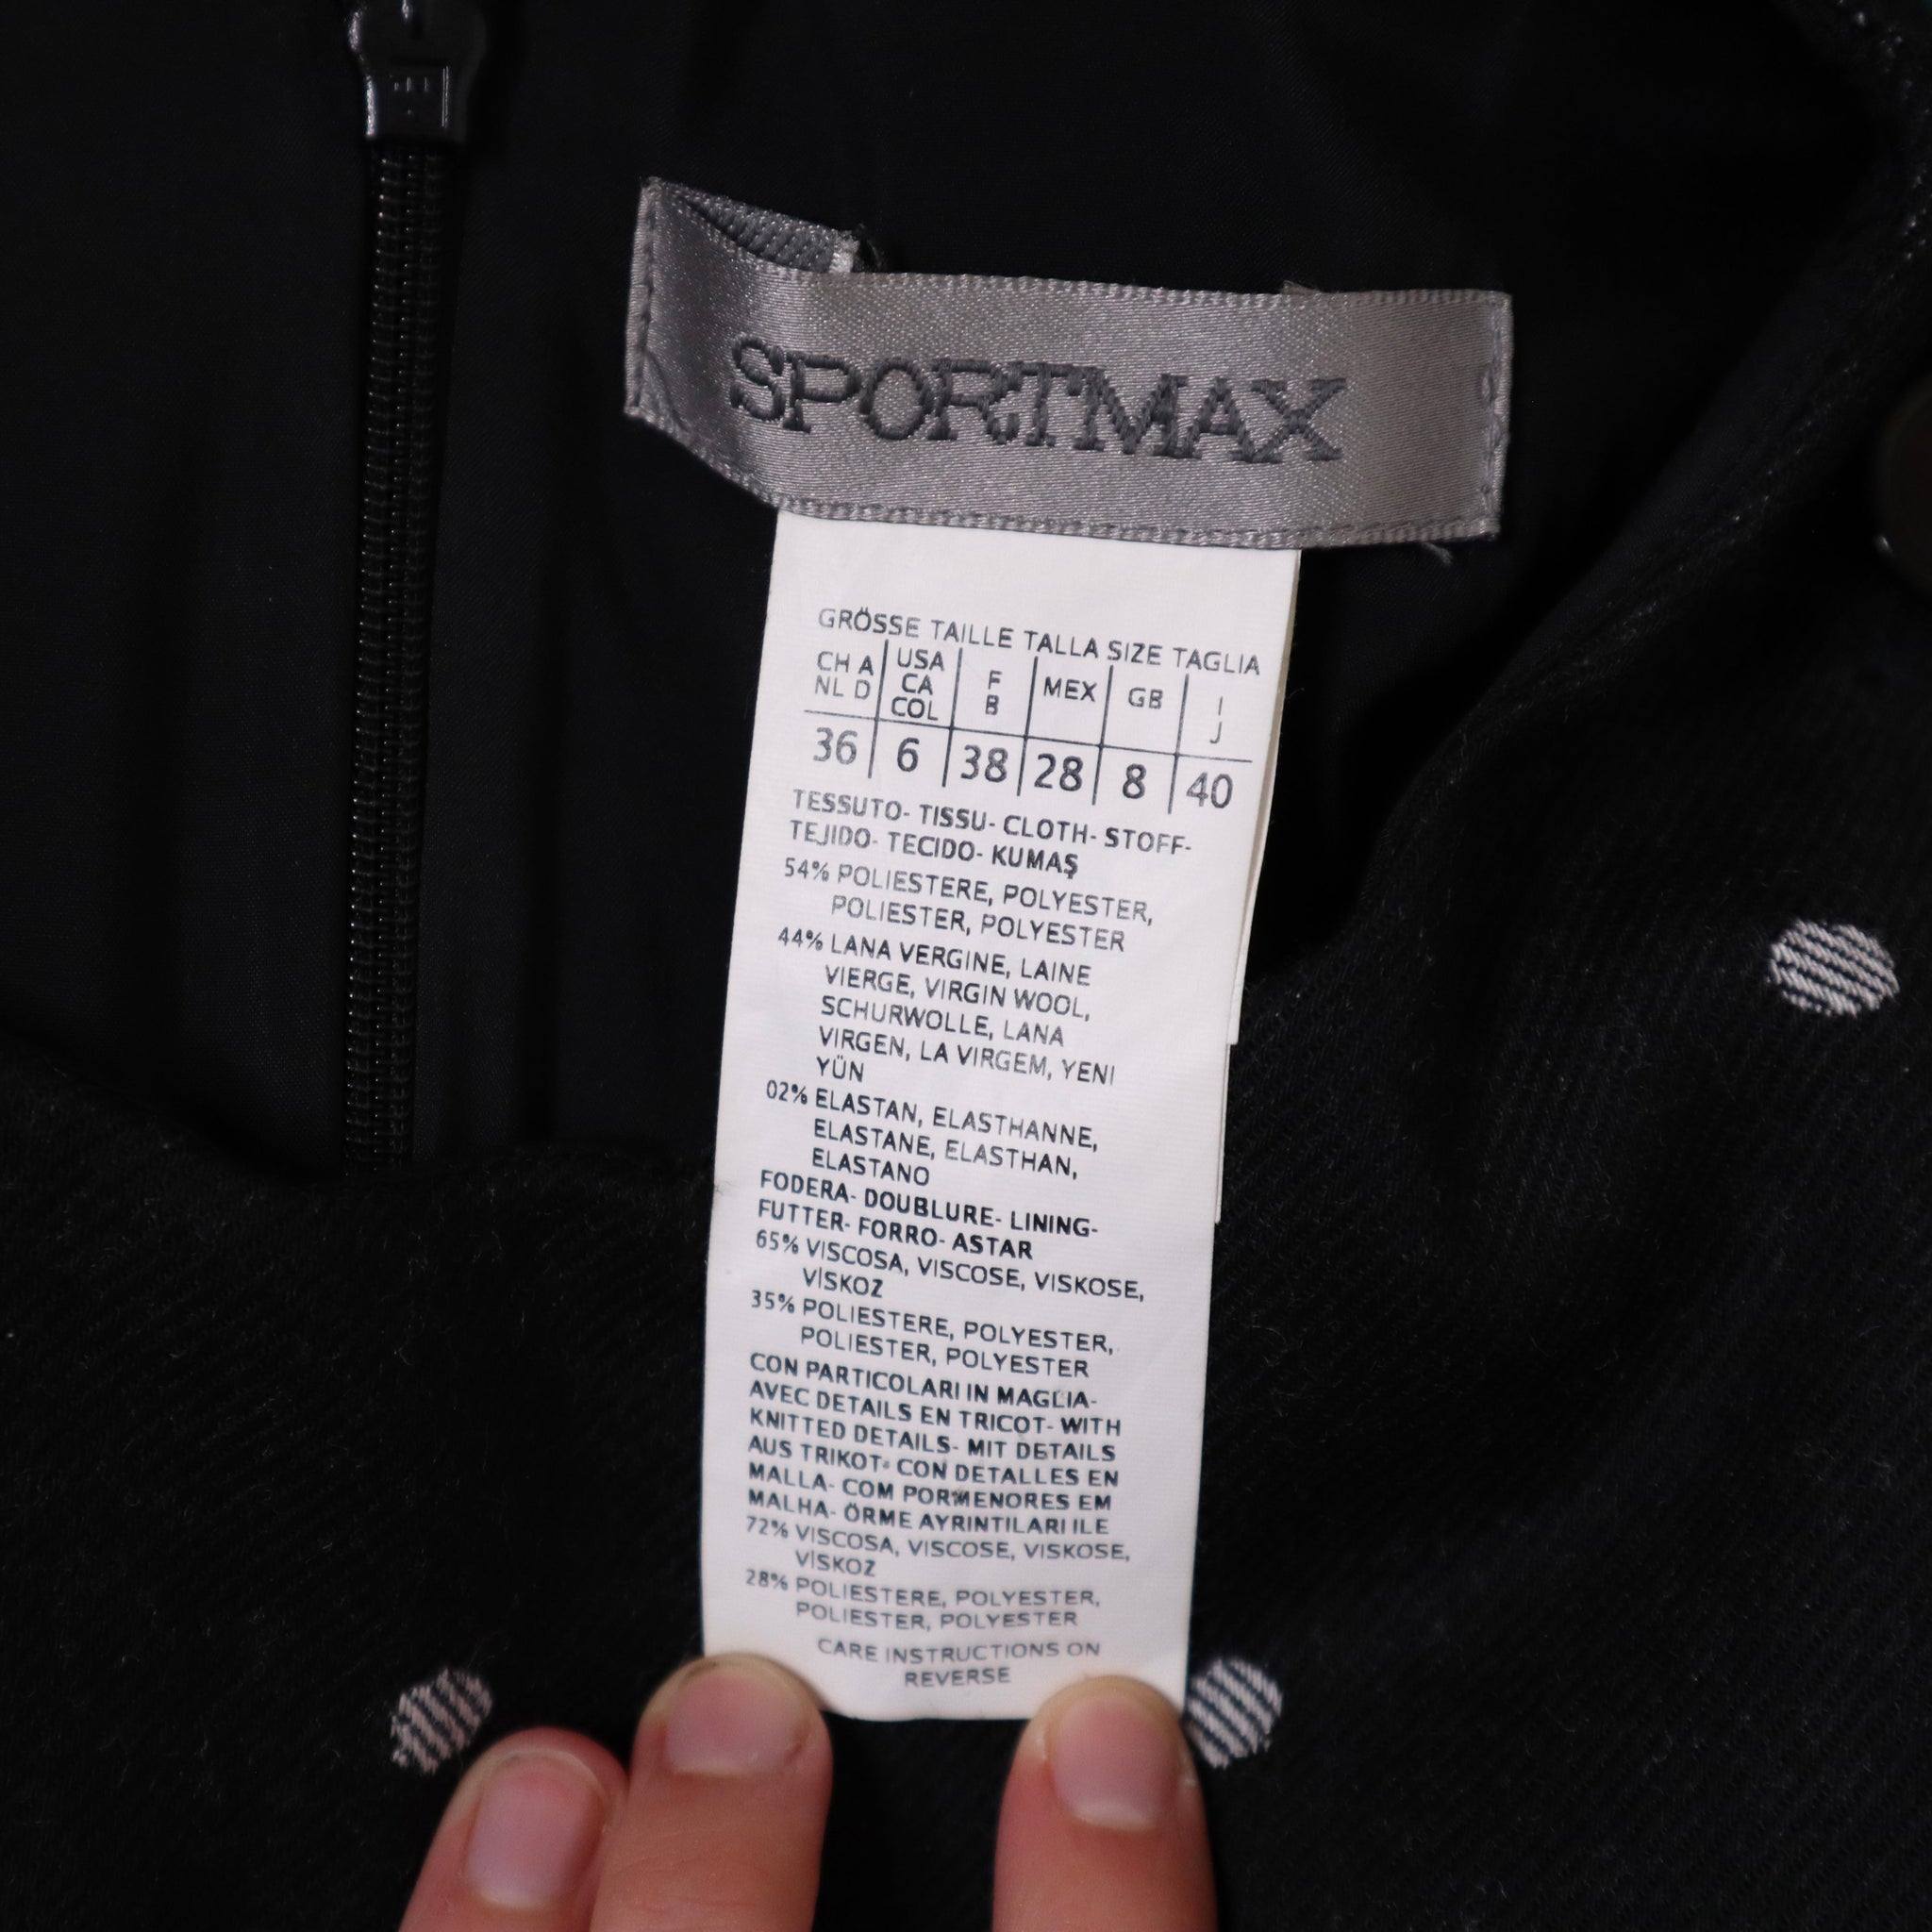 SPORTMAX
GRÖSSE TAILLE TALLA SIZE TAGLIA
CH A NL D | USA CA COL | F B | MEX | GB | I J
36 | 6 | 38 | 28 | 8 | 40
TESSUTO- TISSU- CLOTH- STOFF-
TEJIDO- TECIDO- KUMAŞ
54% POLIESTERE, POLYESTER,
POLIESTER, POLYESTER
44% LANA VERGINE, LAINE
VIERGE, VIRGIN WOOL,
SCHURWOLLE, LANA
VIRGEN, LA VIRGEM, YENI
YÜN
02% ELASTAN, ELASTHANNE,
ELASTANE, ELASTHAN,
ELASTANO
FODERA- DOUBLURE- LINING-
FUTTER- FORRO- ASTAR
65% VISCOSA, VISCOSE, VISKOSE,
VİSKOZ
35% POLIESTERE, POLYESTER,
POLIESTER, POLYESTER
CON PARTICOLARI IN MAGLIA-
AVEC DETAILS EN TRICOT- WITH
KNITTED DETAILS- MIT DETAILS
AUS TRIKOT- CON DETALLES EN
MALLA- COM PORMENORES EM
MALHA- ÖRME AYRINTILARI ILE
72% VISCOSA, VISCOSE, VISKOSE,
VİSKOZ
28% POLIESTERE, POLYESTER,
POLIESTER, POLYESTER
CARE INSTRUCTIONS ON
REVERSE